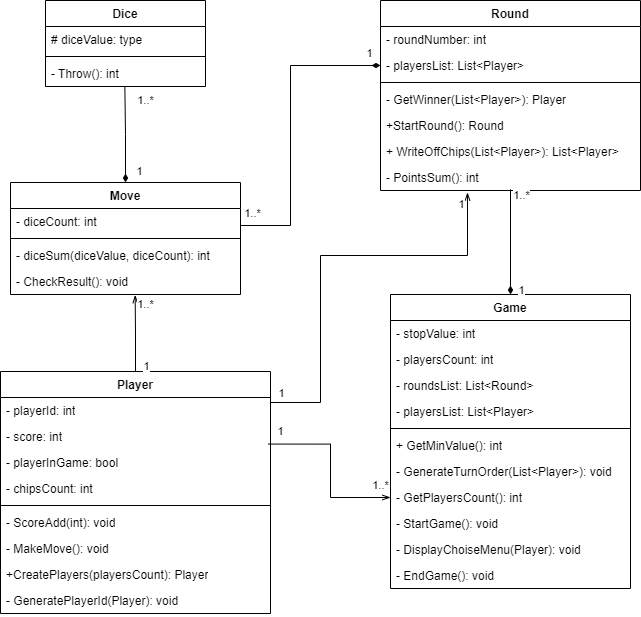 Dice
# diceValue: type
- Throw(): int
1..*
1
Move
- diceCount: int
- diceSum(diceValue, diceCount): int
- CheckResult(): void
1..*
1
Round
- roundNumber: int
- playersList: List<Player>
- GetWinner(List<Player>): Player
+StartRound(): Round
+ WriteOffChips(List<Player>): List<Player>
- PointsSum(): int
1
1..*
1..*
1
1
Player
- playerId: int
- score: int
- playerInGame: bool
- chipsCount: int
- ScoreAdd(int): void
- MakeMove(): void
+CreatePlayers(playersCount): Player
- GeneratePlayerId(Player): void
1
1
1..*
Game
- stopValue: int
- playersCount: int
- roundsList: List<Round>
- playersList: List<Player>
+ GetMinValue(): int
- GenerateTurnOrder(List<Player>): void
- GetPlayersCount(): int
- StartGame(): void
- DisplayChoiseMenu(Player): void
- EndGame(): void